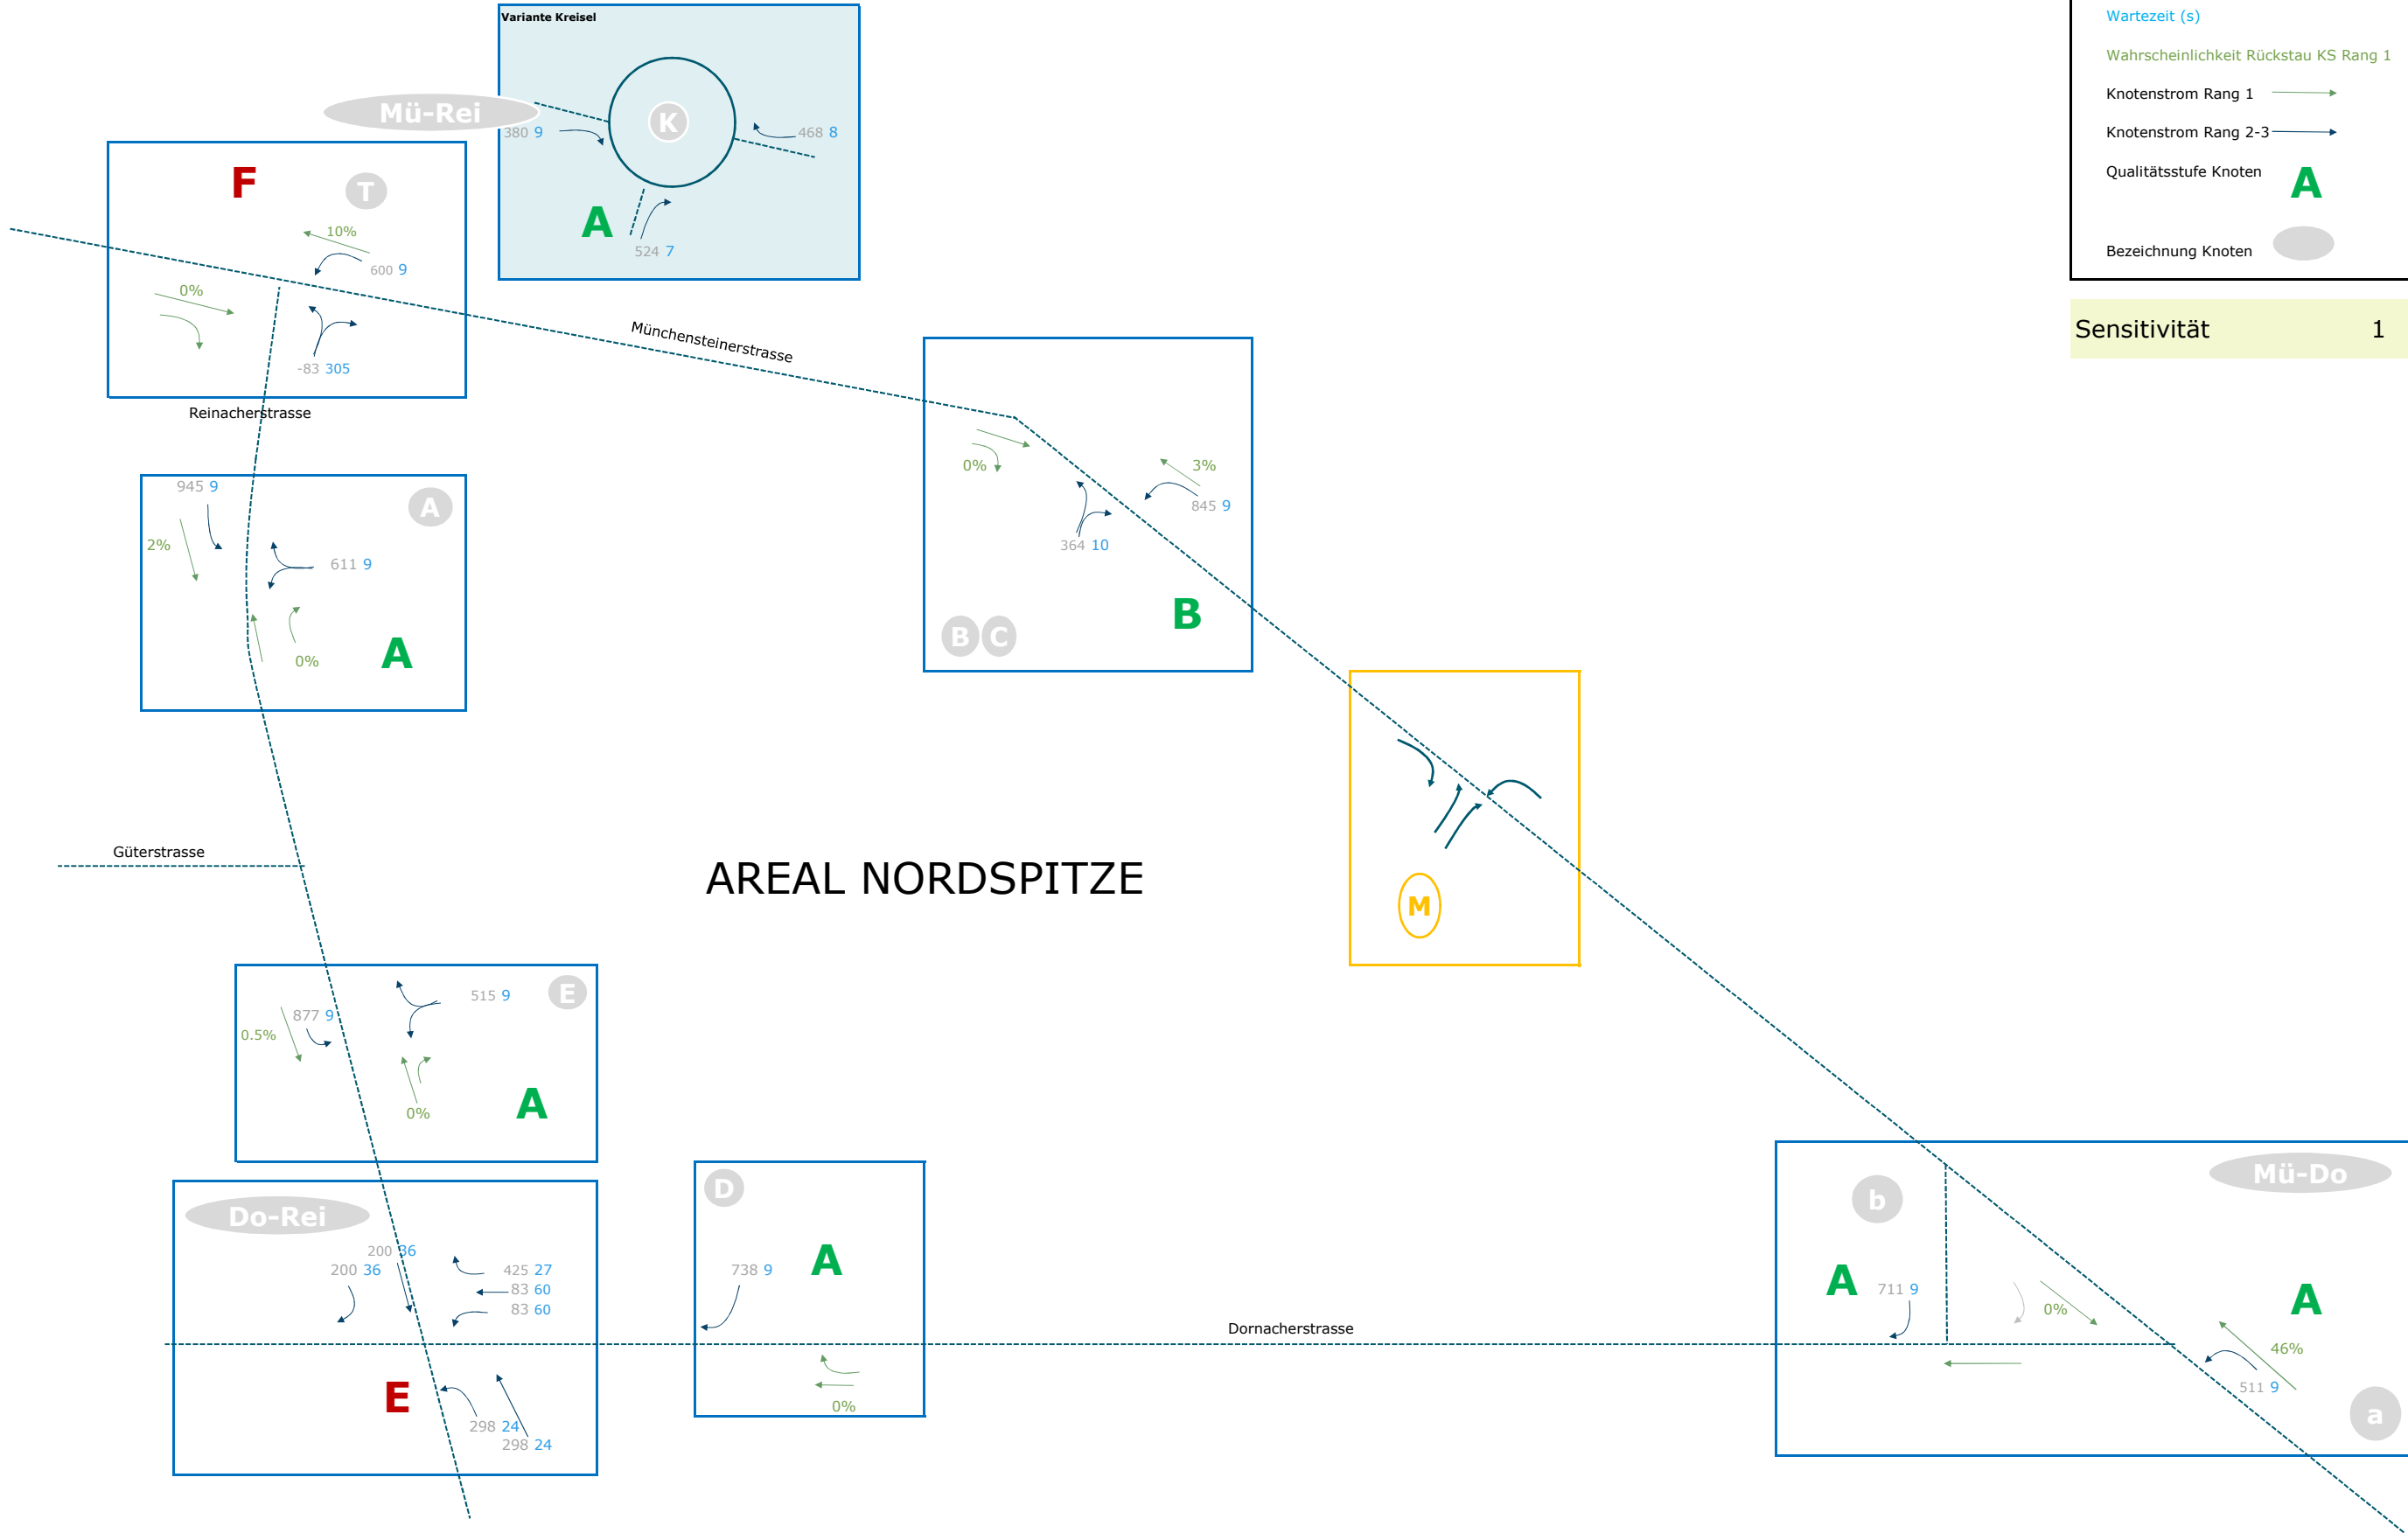 Variante Kreisel
K
380 9
468 8
A
524 7
Wartezeit (s)
Wahrscheinlichkeit Rückstau KS Rang 1
Knotenstrom Rang 1
Knotenstrom Rang 2-3
Qualitätsstufe Knoten A
Bezeichnung Knoten
Sensitivität 1
Mü-Rei
F
T
10%
600 9
0%
-83 305
Reinacherstrasse
Münchensteinerstrasse
945 9
A
2%
611 9
0%
A
0%
3%
845 9
364 10
B
B C
M
Güterstrasse
AREAL NORDSPITZE
515 9
E
877 9
0.5%
0%
A
Do-Rei
200 36
200 36
425 27
83 60
83 60
E
298 24
298 24
D
A
738 9
0%
Dornacherstrasse
Mü-Do
b
A
711 9
0%
A
46%
511 9
a